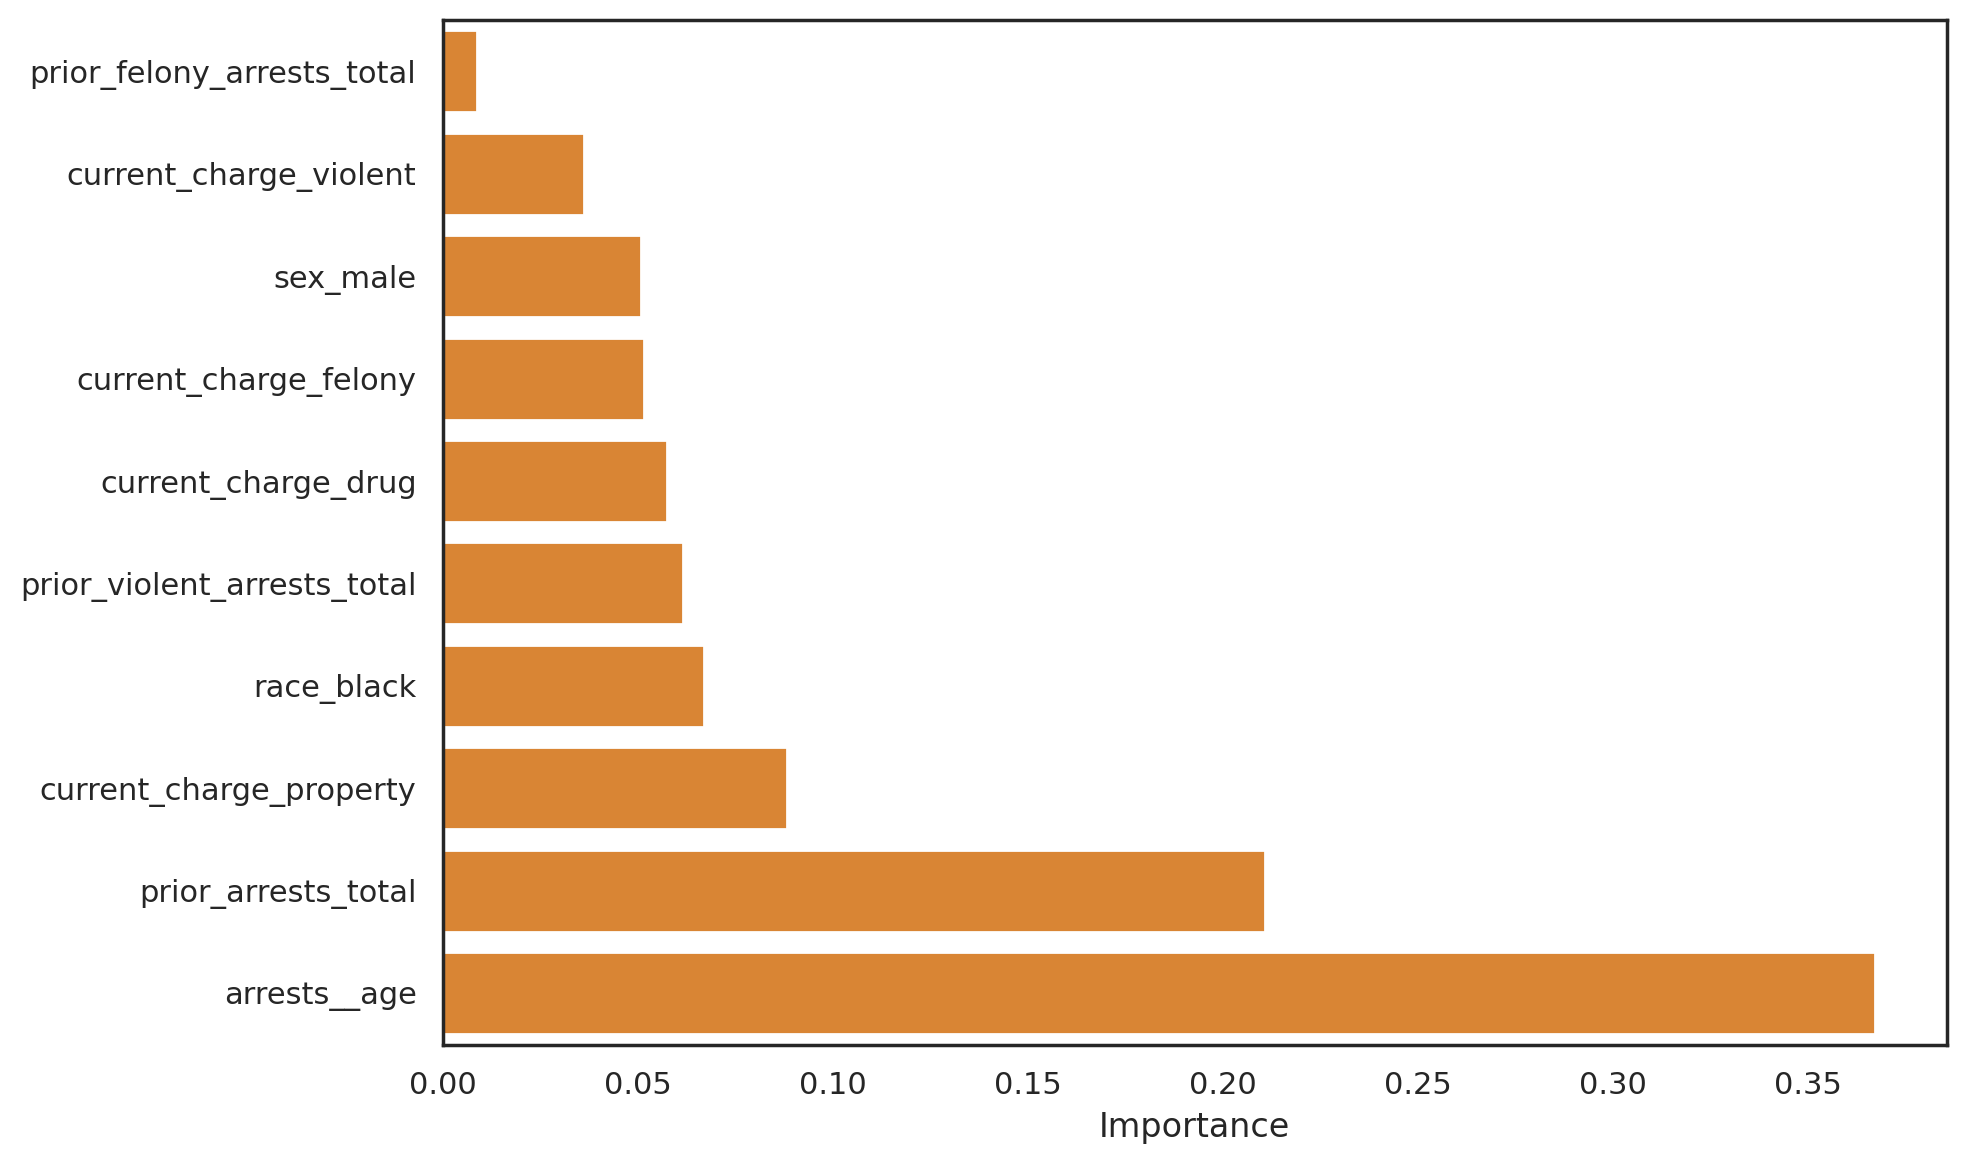 prior_felony_arrests_total
current_charge_violent
sex_male
current_charge_felony
current_charge_drug
prior_violent_arrests_total
race_black
current_charge_property
prior_arrests_total
arrests__age
0.00 0.05 0.10 0.15 0.20 0.25 0.30 0.35
Importance